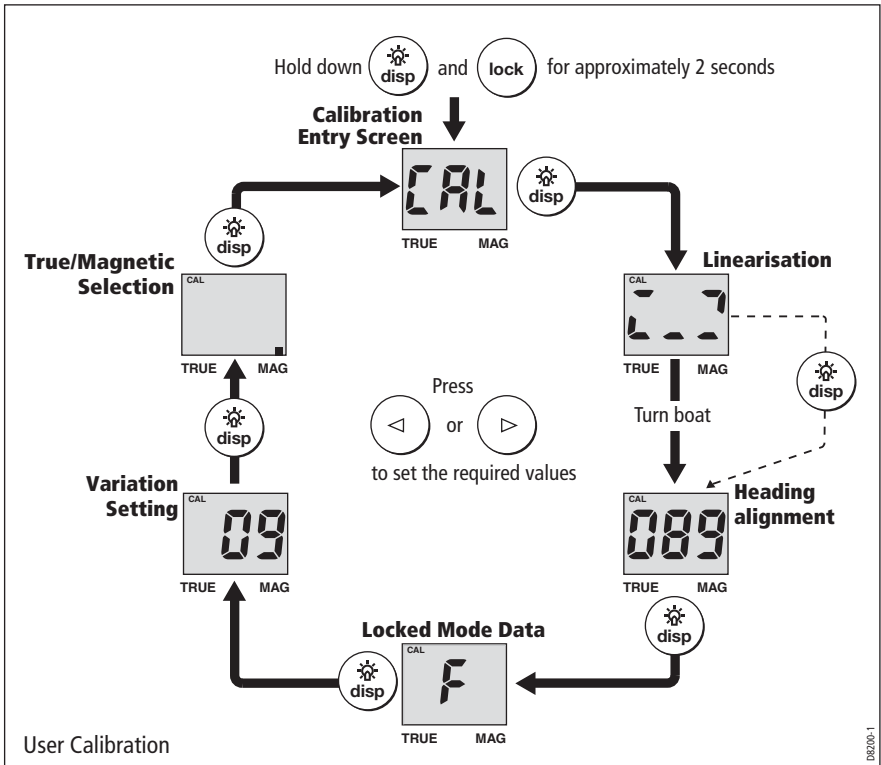 Hold down disp and lock for approximately 2 seconds
Calibration
Entry Screen
CAL
disp
TRUE MAG
disp
True/Magnetic
Selection
CAL
TRUE MAG
Linearisation
CAL
TRUE MAG
disp
Turn boat
Press
or
to set the required values
disp
Variation
Setting
CAL
09
TRUE MAG
Heading
alignment
CAL
089
TRUE MAG
disp
Locked Mode Data
CAL
F
disp
TRUE MAG
User Calibration
D8200-1